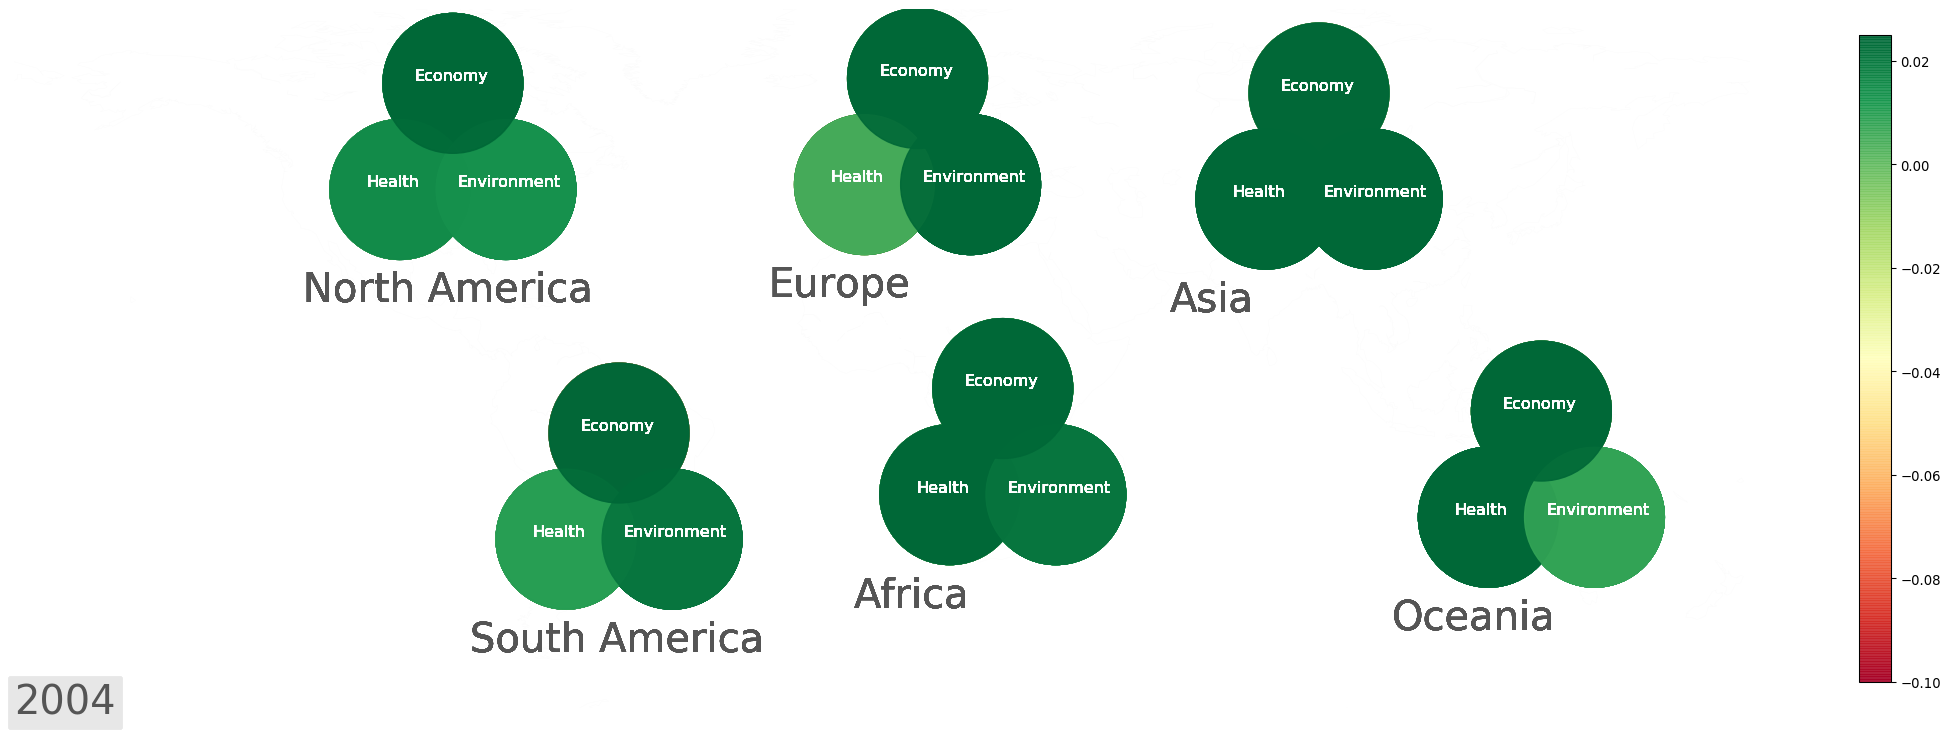 Economy
Health
Environment
North America
Economy
Health
Environment
Europe
Economy
Health
Environment
Asia
Economy
Health
Environment
South America
Economy
Health
Environment
Africa
Economy
Health
Environment
Oceania
2004
0.02
0.00
−0.02
−0.04
−0.06
−0.08
−0.10